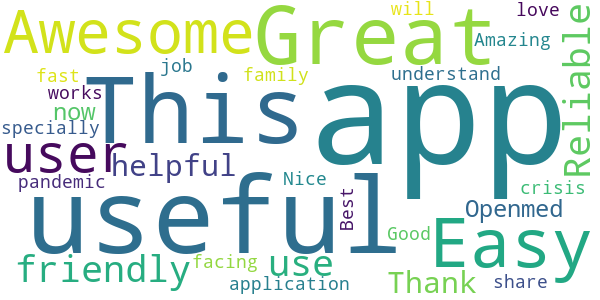 will
love
Awesome
Great
Amazing
Reliable
job
understand
fast
family
This
app
works
now
specially
user
helpful
pandemic
Nice
crisis
useful
Best
Openmed
Good
Easy
friendly
facing
use
application
Thank
share